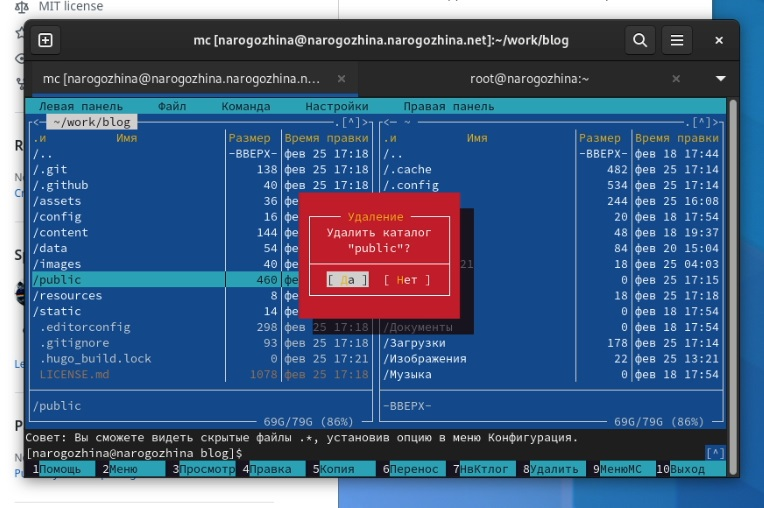 MIT license
mc [narogozhina@narogozhina.narogozhina.net]:~/work/blog
mc [narogozhina@narogozhina.narogozhina.n... ×
root@narogozhina:~ ×
Левая панель Файл Команда Настройки Правая панель
<— ~/work/blog .[^]>
.и Имя Размер Время правки
/.. -ВВЕРХ- фев 25 17:18
/.git 138 фев 25 17:18
/.github 40 фев 25 17:18
/assets 36 фе
/config 16 фе
/content 144 фе
/data 54 фе
/images 40 фе
/public 460 фе
/resources 8 фе
/static 14 фе
.editorconfig 298 фев 25 17:18
.gitignore 93 фев 25 17:18
.hugo_build.lock 0 фев 25 17:21
LICENSE.md 1078 фев 25 17:18
/public
69G/79G (86%)
<— ~ .[^]>
.и Имя Размер Время правки
/.. -ВВЕРХ- фев 18 17:44
/.cache 482 фев 25 17:14
/.config 534 фев 25 17:14
244 фев 25 16:08
20 фев 18 17:54
48 фев 18 19:37
84 фев 20 15:04
21 18 фев 25 04:03
0 фев 25 17:15
18 фев 25 17:18
0 фев 18 17:54
/Документы 0 фев 18 17:54
/Загрузки 178 фев 25 17:14
/Изображения 22 фев 25 13:21
/Музыка 0 фев 18 17:54
-ВВЕРХ-
69G/79G (86%)
Удаление
Удалить каталог
"public"?
[ Да ] [ Нет ]
Совет: Вы сможете видеть скрытые файлы .*, установив опцию в меню Конфигурация.
[narogozhina@narogozhina blog]$ [^]
1Помощь 2Меню 3Просмотр 4Правка 5Копия 6Перенос 7НвКтлог 8Удалить 9МенюМС 10Выход